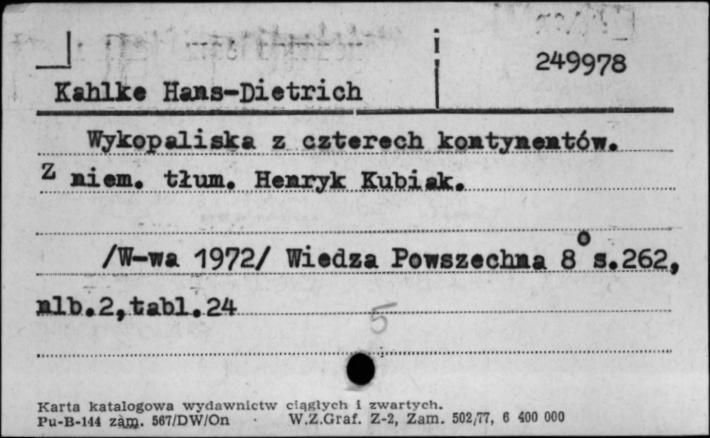 i
249978
Kahlke Hans-Dietrich
Wykopaliska z czterech kontynentów.
Z niem. tłum. Henryk Kubiak.
/W-wa 1972/ Wiedza Powszechna 8° s.262,
nlb.2,tabl.24
5
Karta katalogowa wydawnictw ciągłych i zwartych.
Pu-B-144 zam. 567/DW/On W.Z.Graf. Z-2, Zam. 502/77, 6 400 000